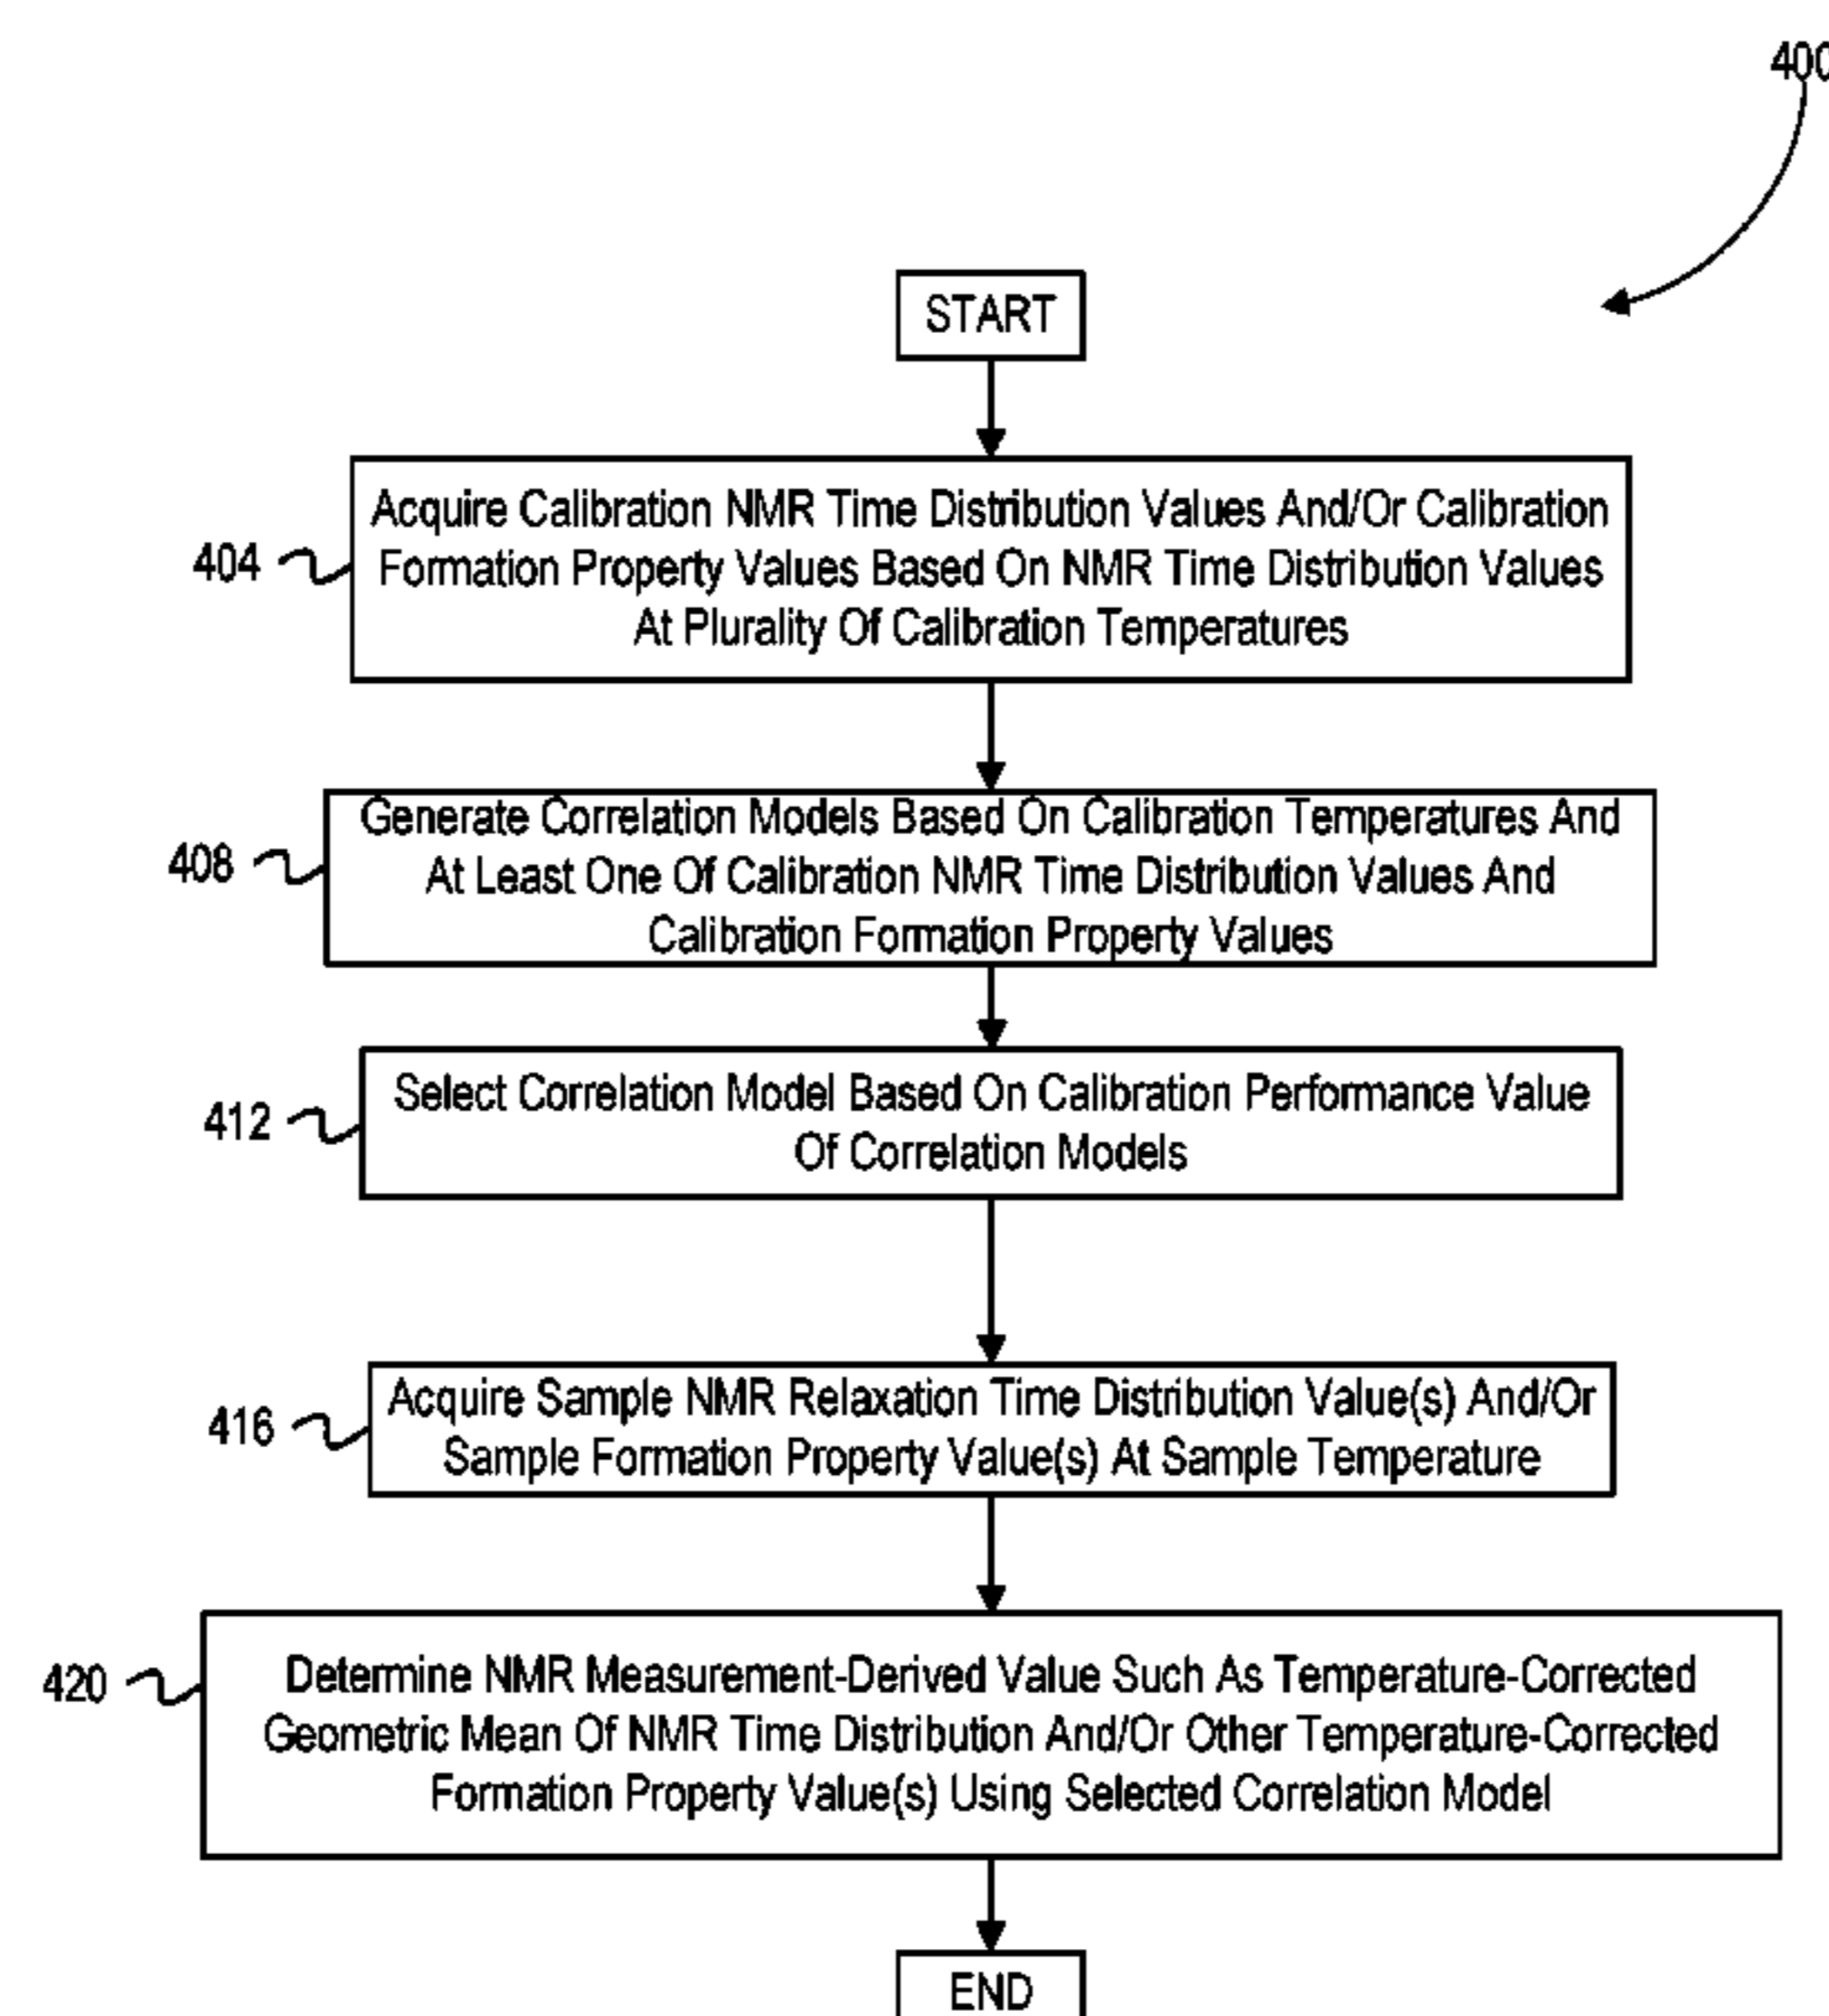 400
START
404
Acquire Calibration NMR Time Distribution Values And/Or Calibration
Formation Property Values Based On NMR Time Distribution Values
At Plurality Of Calibration Temperatures
408
Generate Correlation Models Based On Calibration Temperatures And
At Least One Of Calibration NMR Time Distribution Values And
Calibration Formation Property Values
412
Select Correlation Model Based On Calibration Performance Value
Of Correlation Models
416
Acquire Sample NMR Relaxation Time Distribution Value(s) And/Or
Sample Formation Property Value(s) At Sample Temperature
420
Determine NMR Measurement-Derived Value Such As Temperature-Corrected
Geometric Mean Of NMR Time Distribution And/Or Other Temperature-Corrected
Formation Property Value(s) Using Selected Correlation Model
END